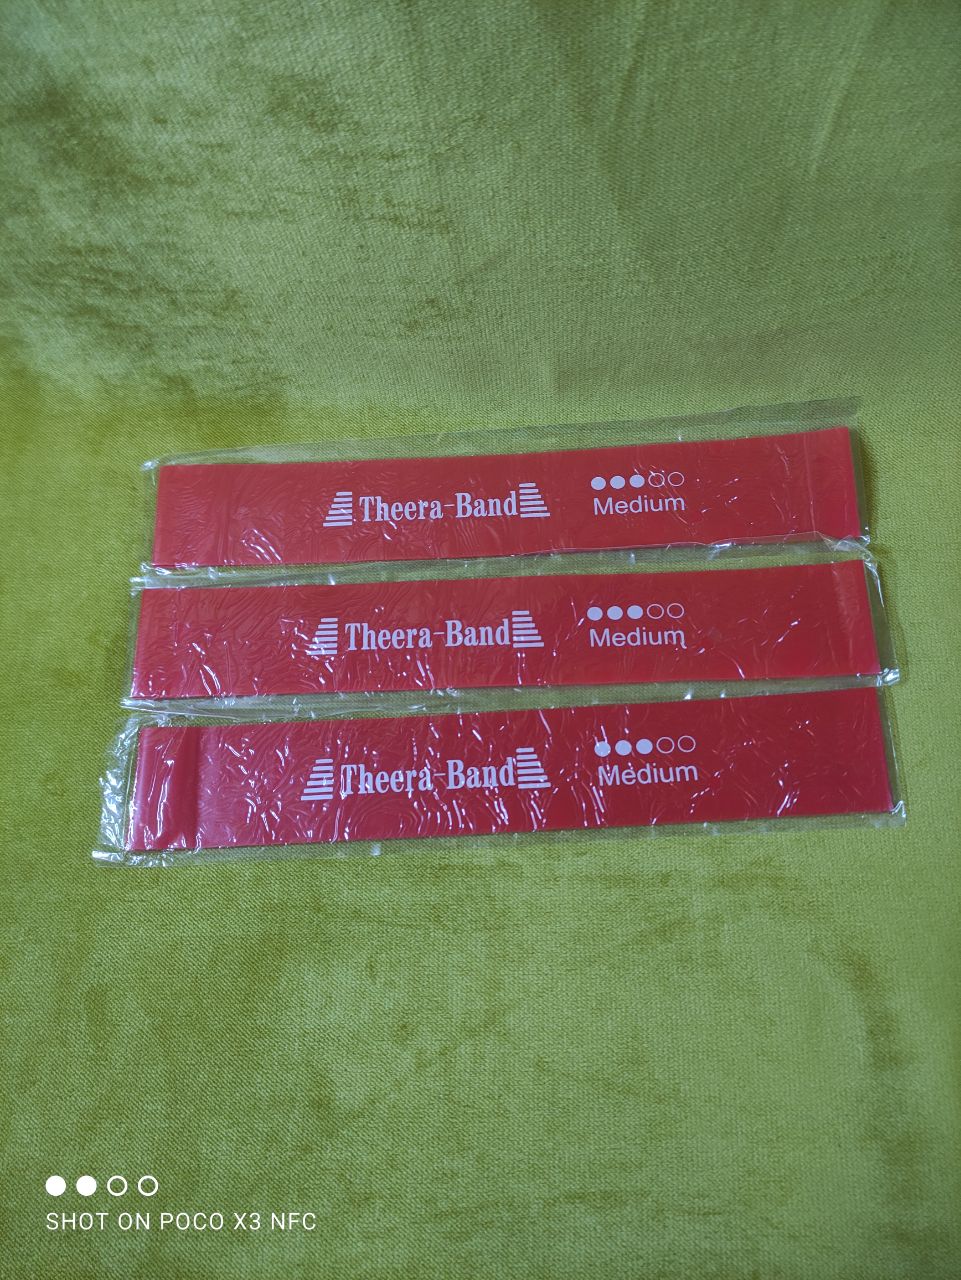 Theera-Band
Medium
Theera-Band
Medium
Theera-Band
Medium
SHOT ON POCO X3 NFC